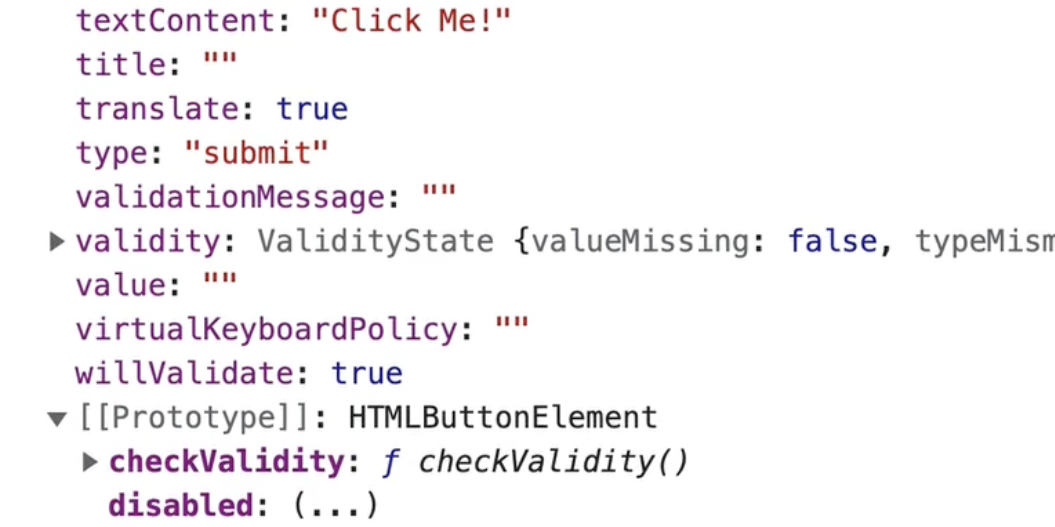 textContent: "Click Me!"
title: ""
translate: true
type: "submit"
validationMessage: ""
▶ validity: ValidityState {valueMissing: false, typeMism
value: ""
virtualKeyboardPolicy: ""
willValidate: true
▼ [[Prototype]]: HTMLButtonElement
▶ checkValidity: ƒ checkValidity()
disabled: (...)